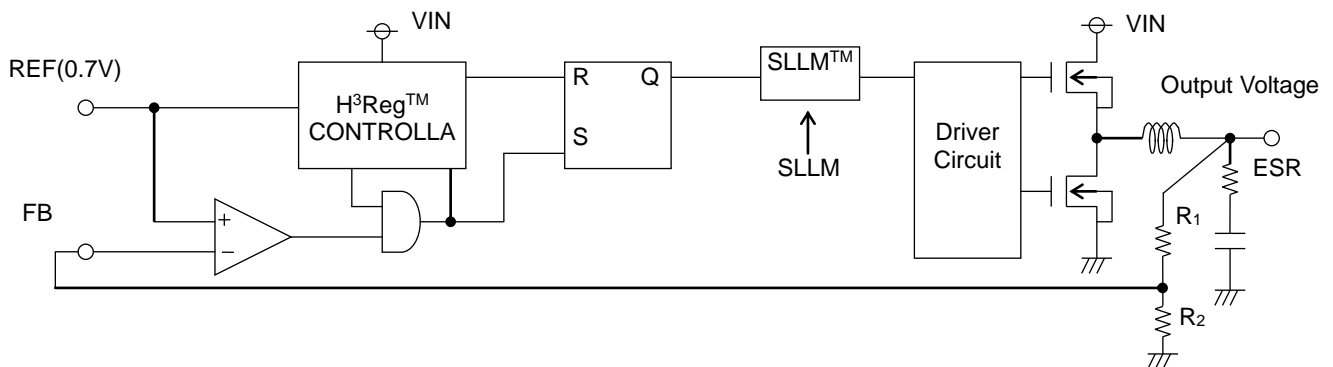 VIN
REF(0.7V)
H³Reg™
CONTROLLA
R
Q
S
SLLM™
SLLM
Driver
Circuit
VIN
Output Voltage
ESR
FB
+
−
R₁
R₂